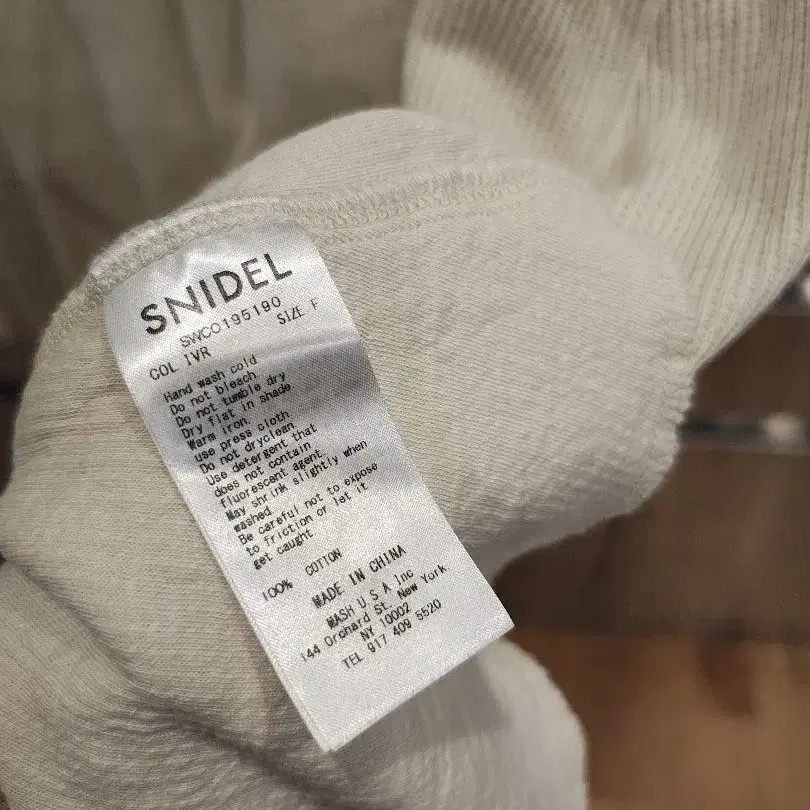 SNIDEL
SWCO195190
COL IVR SIZE F
Hand wash cold
Do not bleach.
Do not tumble dry
Dry flat in shade
Warm iron.
use press cloth.
Do not dryclean
Use detergent that
does not contain
fluorescent agent.
May shrink slightly when
washed
Be careful not to expose
to friction or let it
get caught
100% COTTON
MADE IN CHINA
MASH U S A Inc
144 Orchard St. New York.
NY 10002
TEL 917 409 5520